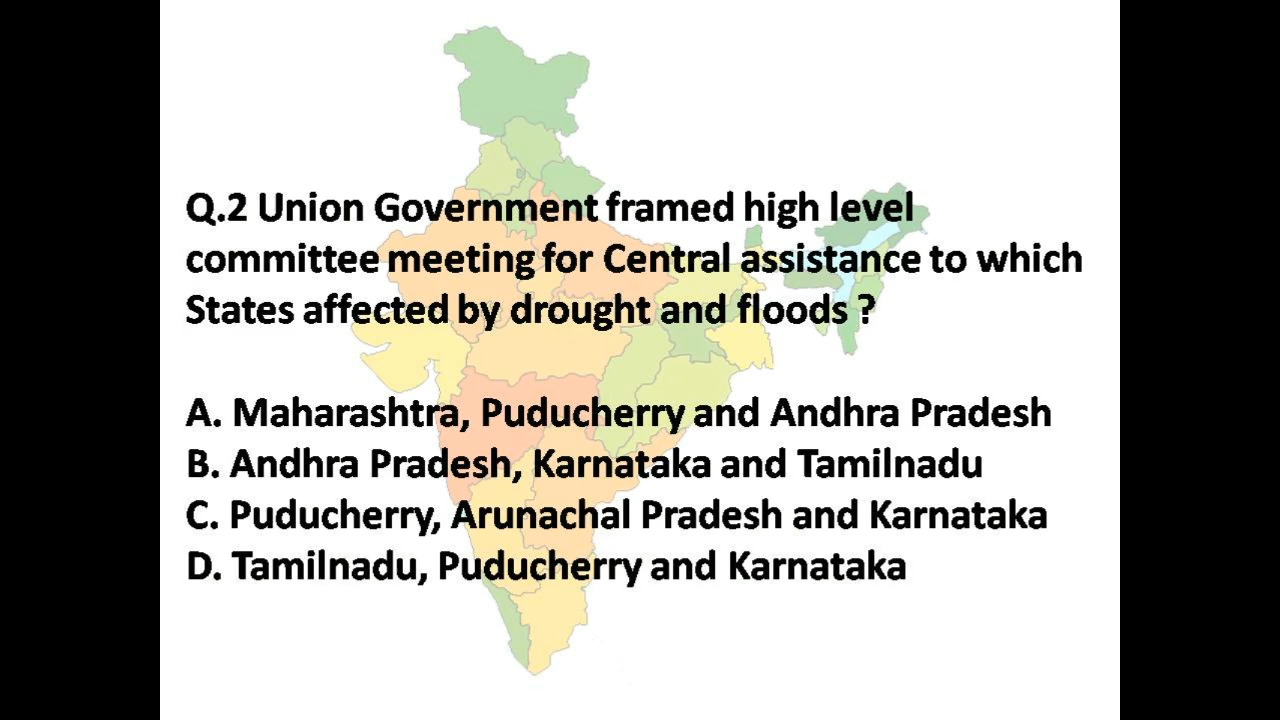 Q.2 Union Government framed high level
committee meeting for Central assistance to which
States affected by drought and floods ?
A. Maharashtra, Puducherry and Andhra Pradesh
B. Andhra Pradesh, Karnataka and Tamilnadu
C. Puducherry, Arunachal Pradesh and Karnataka
D. Tamilnadu, Puducherry and Karnataka